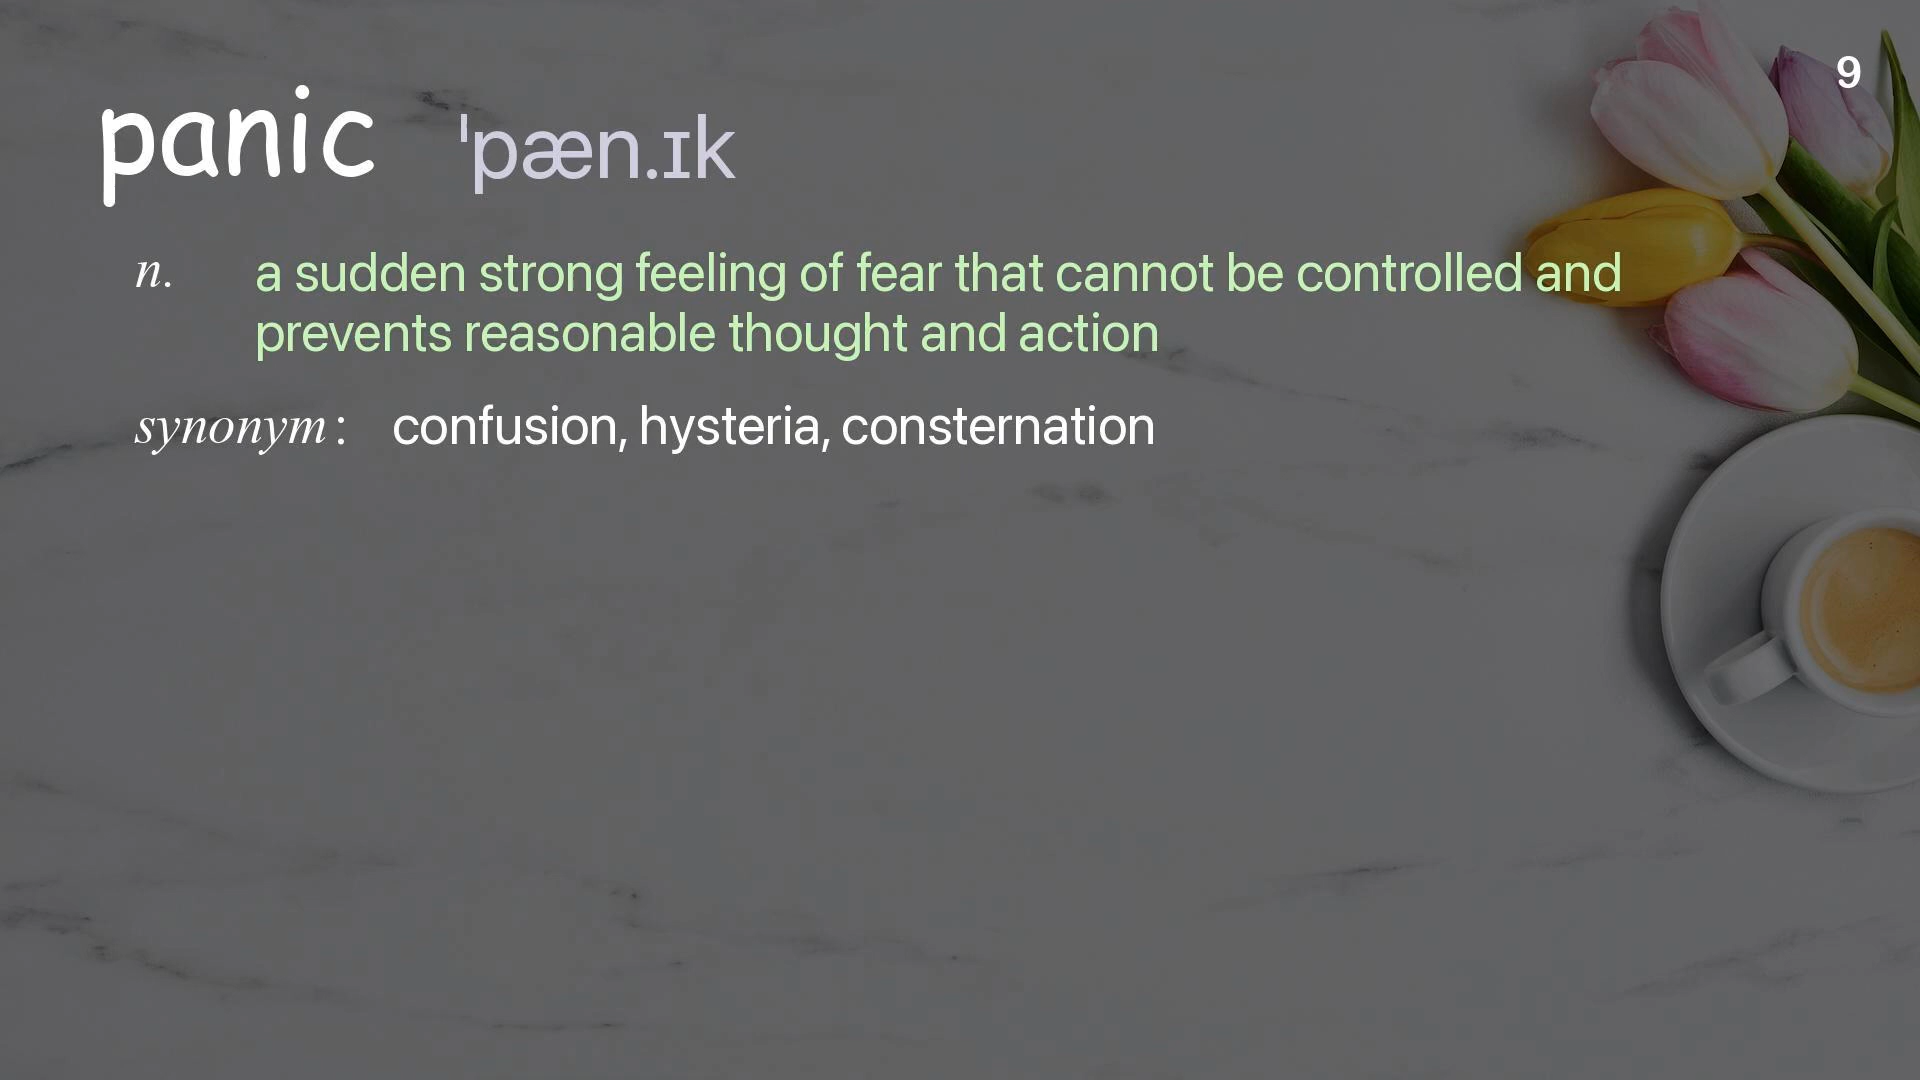 9
panic ˈpæn.ɪk
n. a sudden strong feeling of fear that cannot be controlled and
prevents reasonable thought and action
synonym : confusion, hysteria, consternation